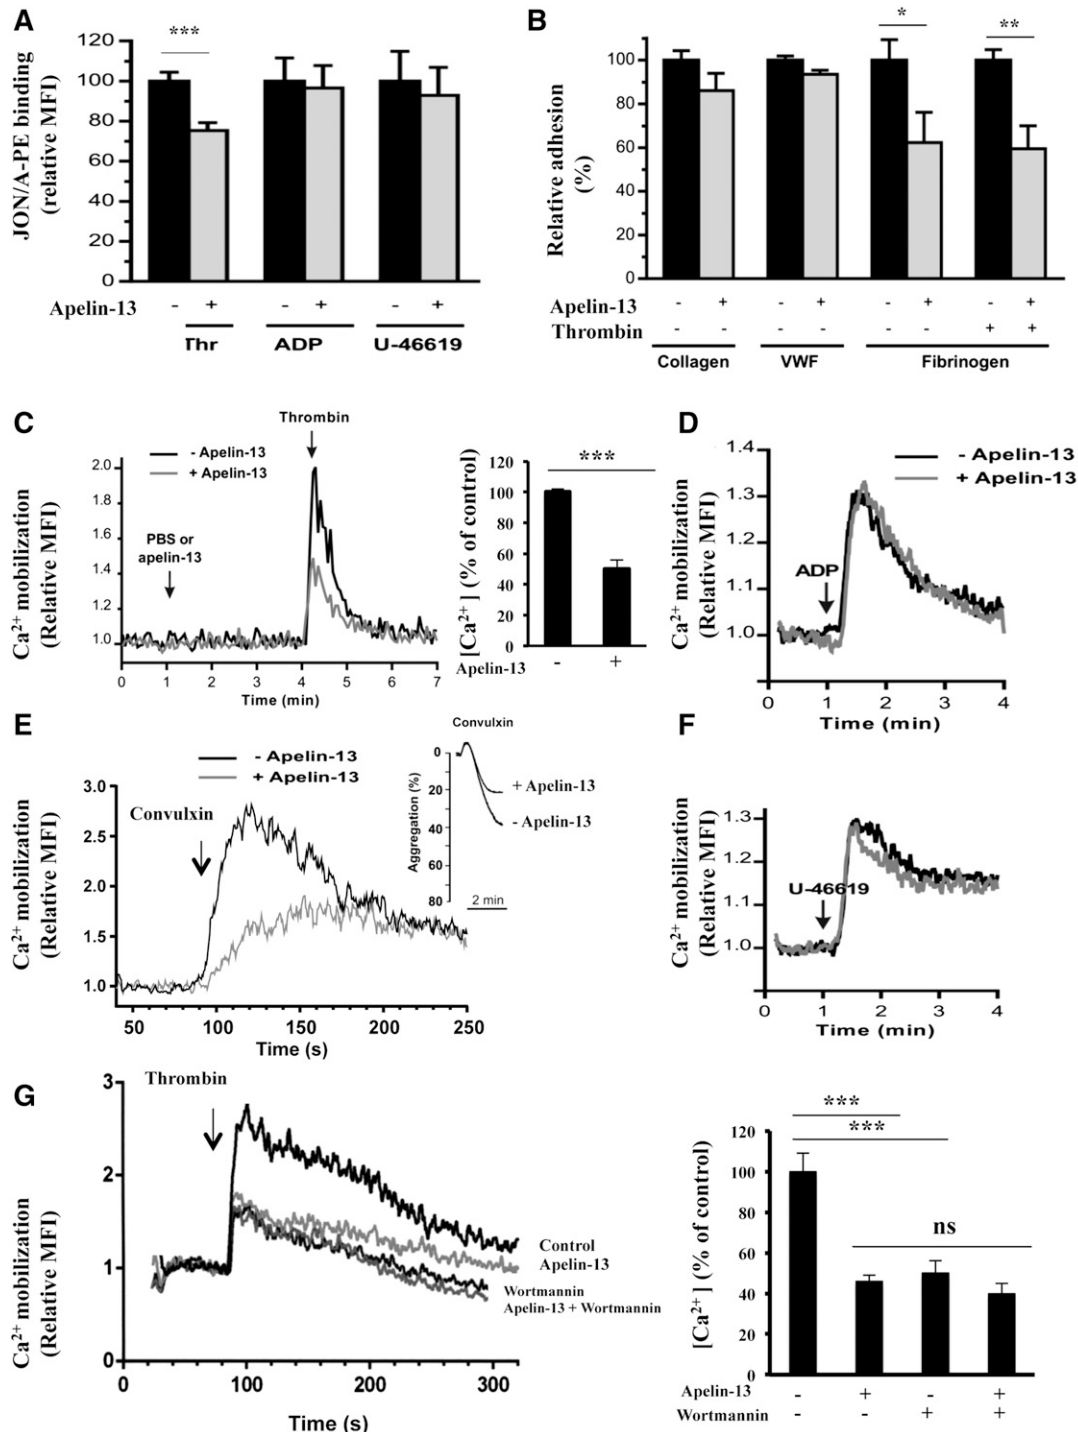 A
***
JON/A-PE binding
(relative MFI)
120
100
80
60
40
20
0
Apelin-13 - + - + - +
Thr ADP U-46619
B
*
**
Relative adhesion
(%)
100
80
60
40
100
0
Apelin-13 - + - + - + - +
Thrombin - - - - - - + +
Collagen VWF Fibrinogen
C
Thrombin
- Apelin-13
+ Apelin-13
PBS or
apelin-13
Ca2+ mobilization
(Relative MFI)
2.0
1.8
1.6
1.4
1.2
1.0
0 1 2 3 4 5 6 7
Time (min)
***
[Ca2+] (% of control)
120
100
80
60
40
20
0
Apelin-13 - +
D
- Apelin-13
+ Apelin-13
ADP
Ca2+ mobilization
(Relative MFI)
1.4
1.3
1.2
1.1
1.0
0 1 2 3 4
Time (min)
E
- Apelin-13
+ Apelin-13
Convulxin
Ca2+ mobilization
(Relative MFI)
3.0
2.5
2.0
1.5
1.0
50 100 150 200 250
Time (s)
Convulxin
Aggregation (%)
0
20
40
60
80
+ Apelin-13
- Apelin-13
2 min
F
U-46619
Ca2+ mobilization
(Relative MFI)
1.3
1.2
1.1
1.0
0 1 2 3 4
Time (min)
G
Thrombin
Ca2+ mobilization
(Relative MFI)
3
2
1
0
0 100 200 300
Time (s)
Control
Apelin-13
Wortmannin
Apelin-13 + Wortmannin
***
***
ns
[Ca2+] (% of control)
120
100
80
60
40
20
0
Apelin-13 - + - +
Wortmannin - - + +